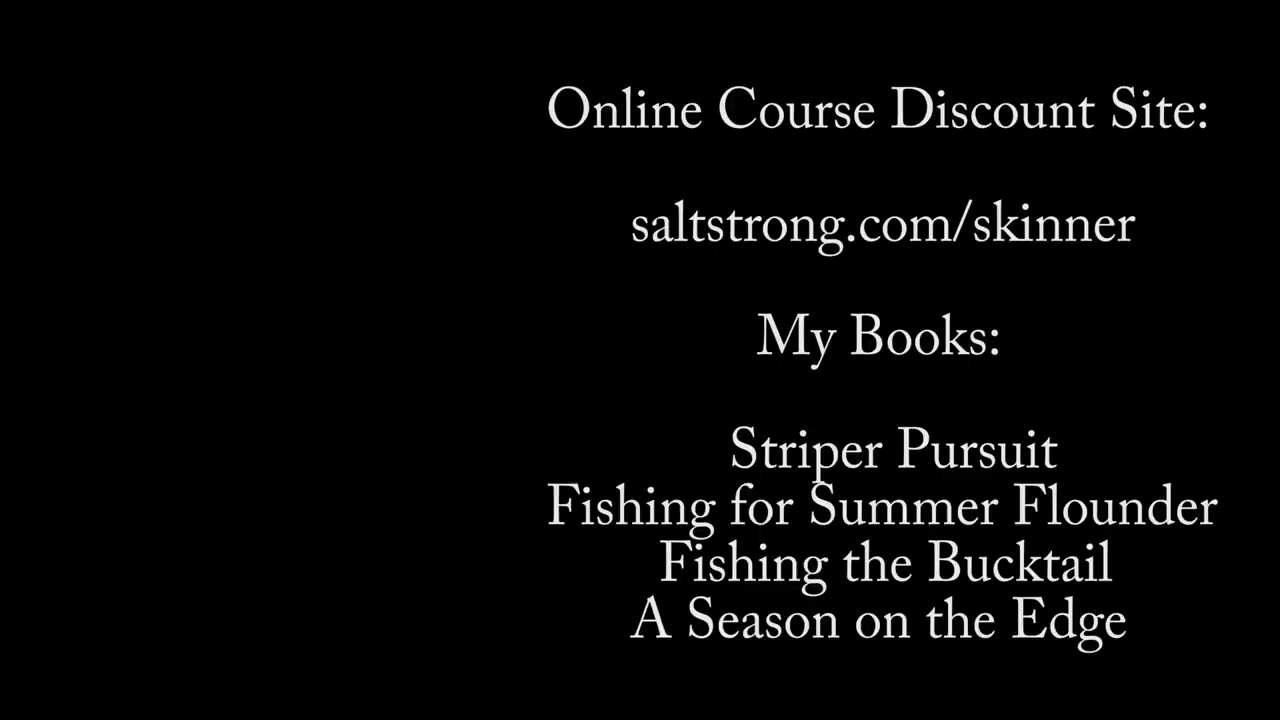 Online Course Discount Site:
saltstrong.com/skinner
My Books:
Striper Pursuit
Fishing for Summer Flounder
Fishing the Bucktail
A Season on the Edge